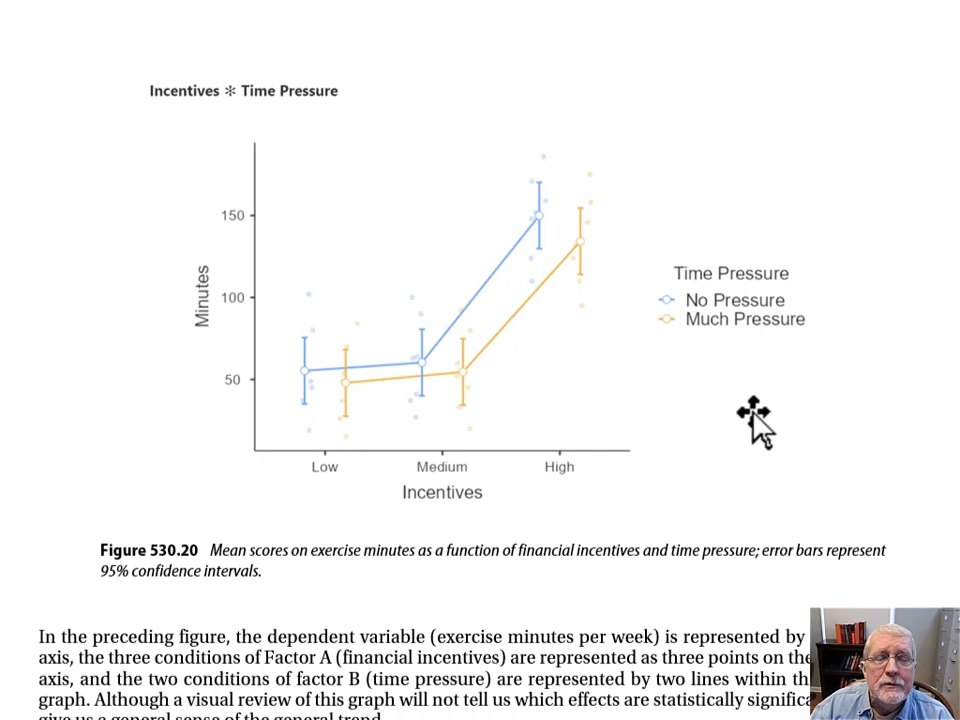 Incentives ✻ Time Pressure
150
100
50
Minutes
Low Medium High
Incentives
Time Pressure
No Pressure
Much Pressure
Figure 530.20 Mean scores on exercise minutes as a function of financial incentives and time pressure; error bars represent
95% confidence intervals.
In the preceding figure, the dependent variable (exercise minutes per week) is represented by
axis, the three conditions of Factor A (financial incentives) are represented as three points on the
axis, and the two conditions of factor B (time pressure) are represented by two lines within th
graph. Although a visual review of this graph will not tell us which effects are statistically significa
give us a general sense of the general trend.